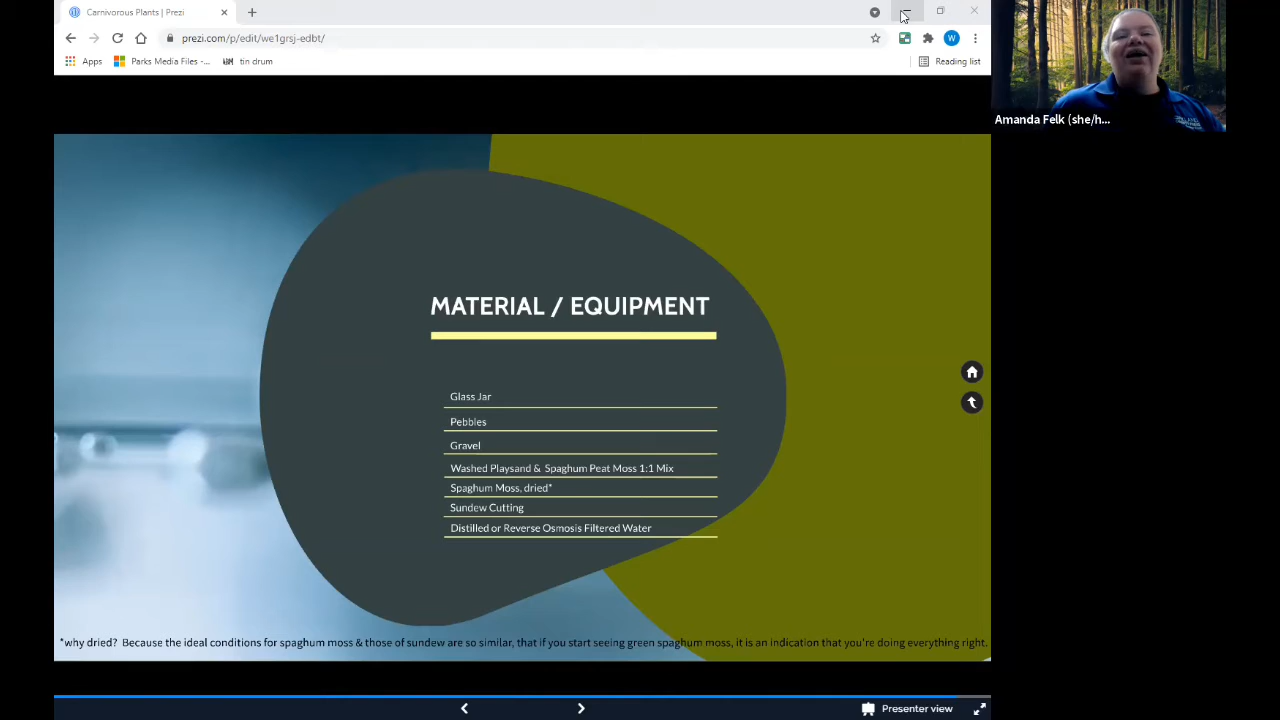 Carnivorous Plants | Prezi
prezi.com/p/edit/we1grsj-edbt/
W
Apps
Parks Media Files -...
tin drum
Reading list
Amanda Felk (she/h...
MATERIAL / EQUIPMENT
Glass Jar
Pebbles
Gravel
Washed Playsand & Spaghum Peat Moss 1:1 Mix
Spaghum Moss, dried*
Sundew Cutting
Distilled or Reverse Osmosis Filtered Water
*why dried? Because the ideal conditions for spaghum moss & those of sundew are so similar, that if you start seeing green spaghum moss, it is an indication that you're doing everything right.
Presenter view